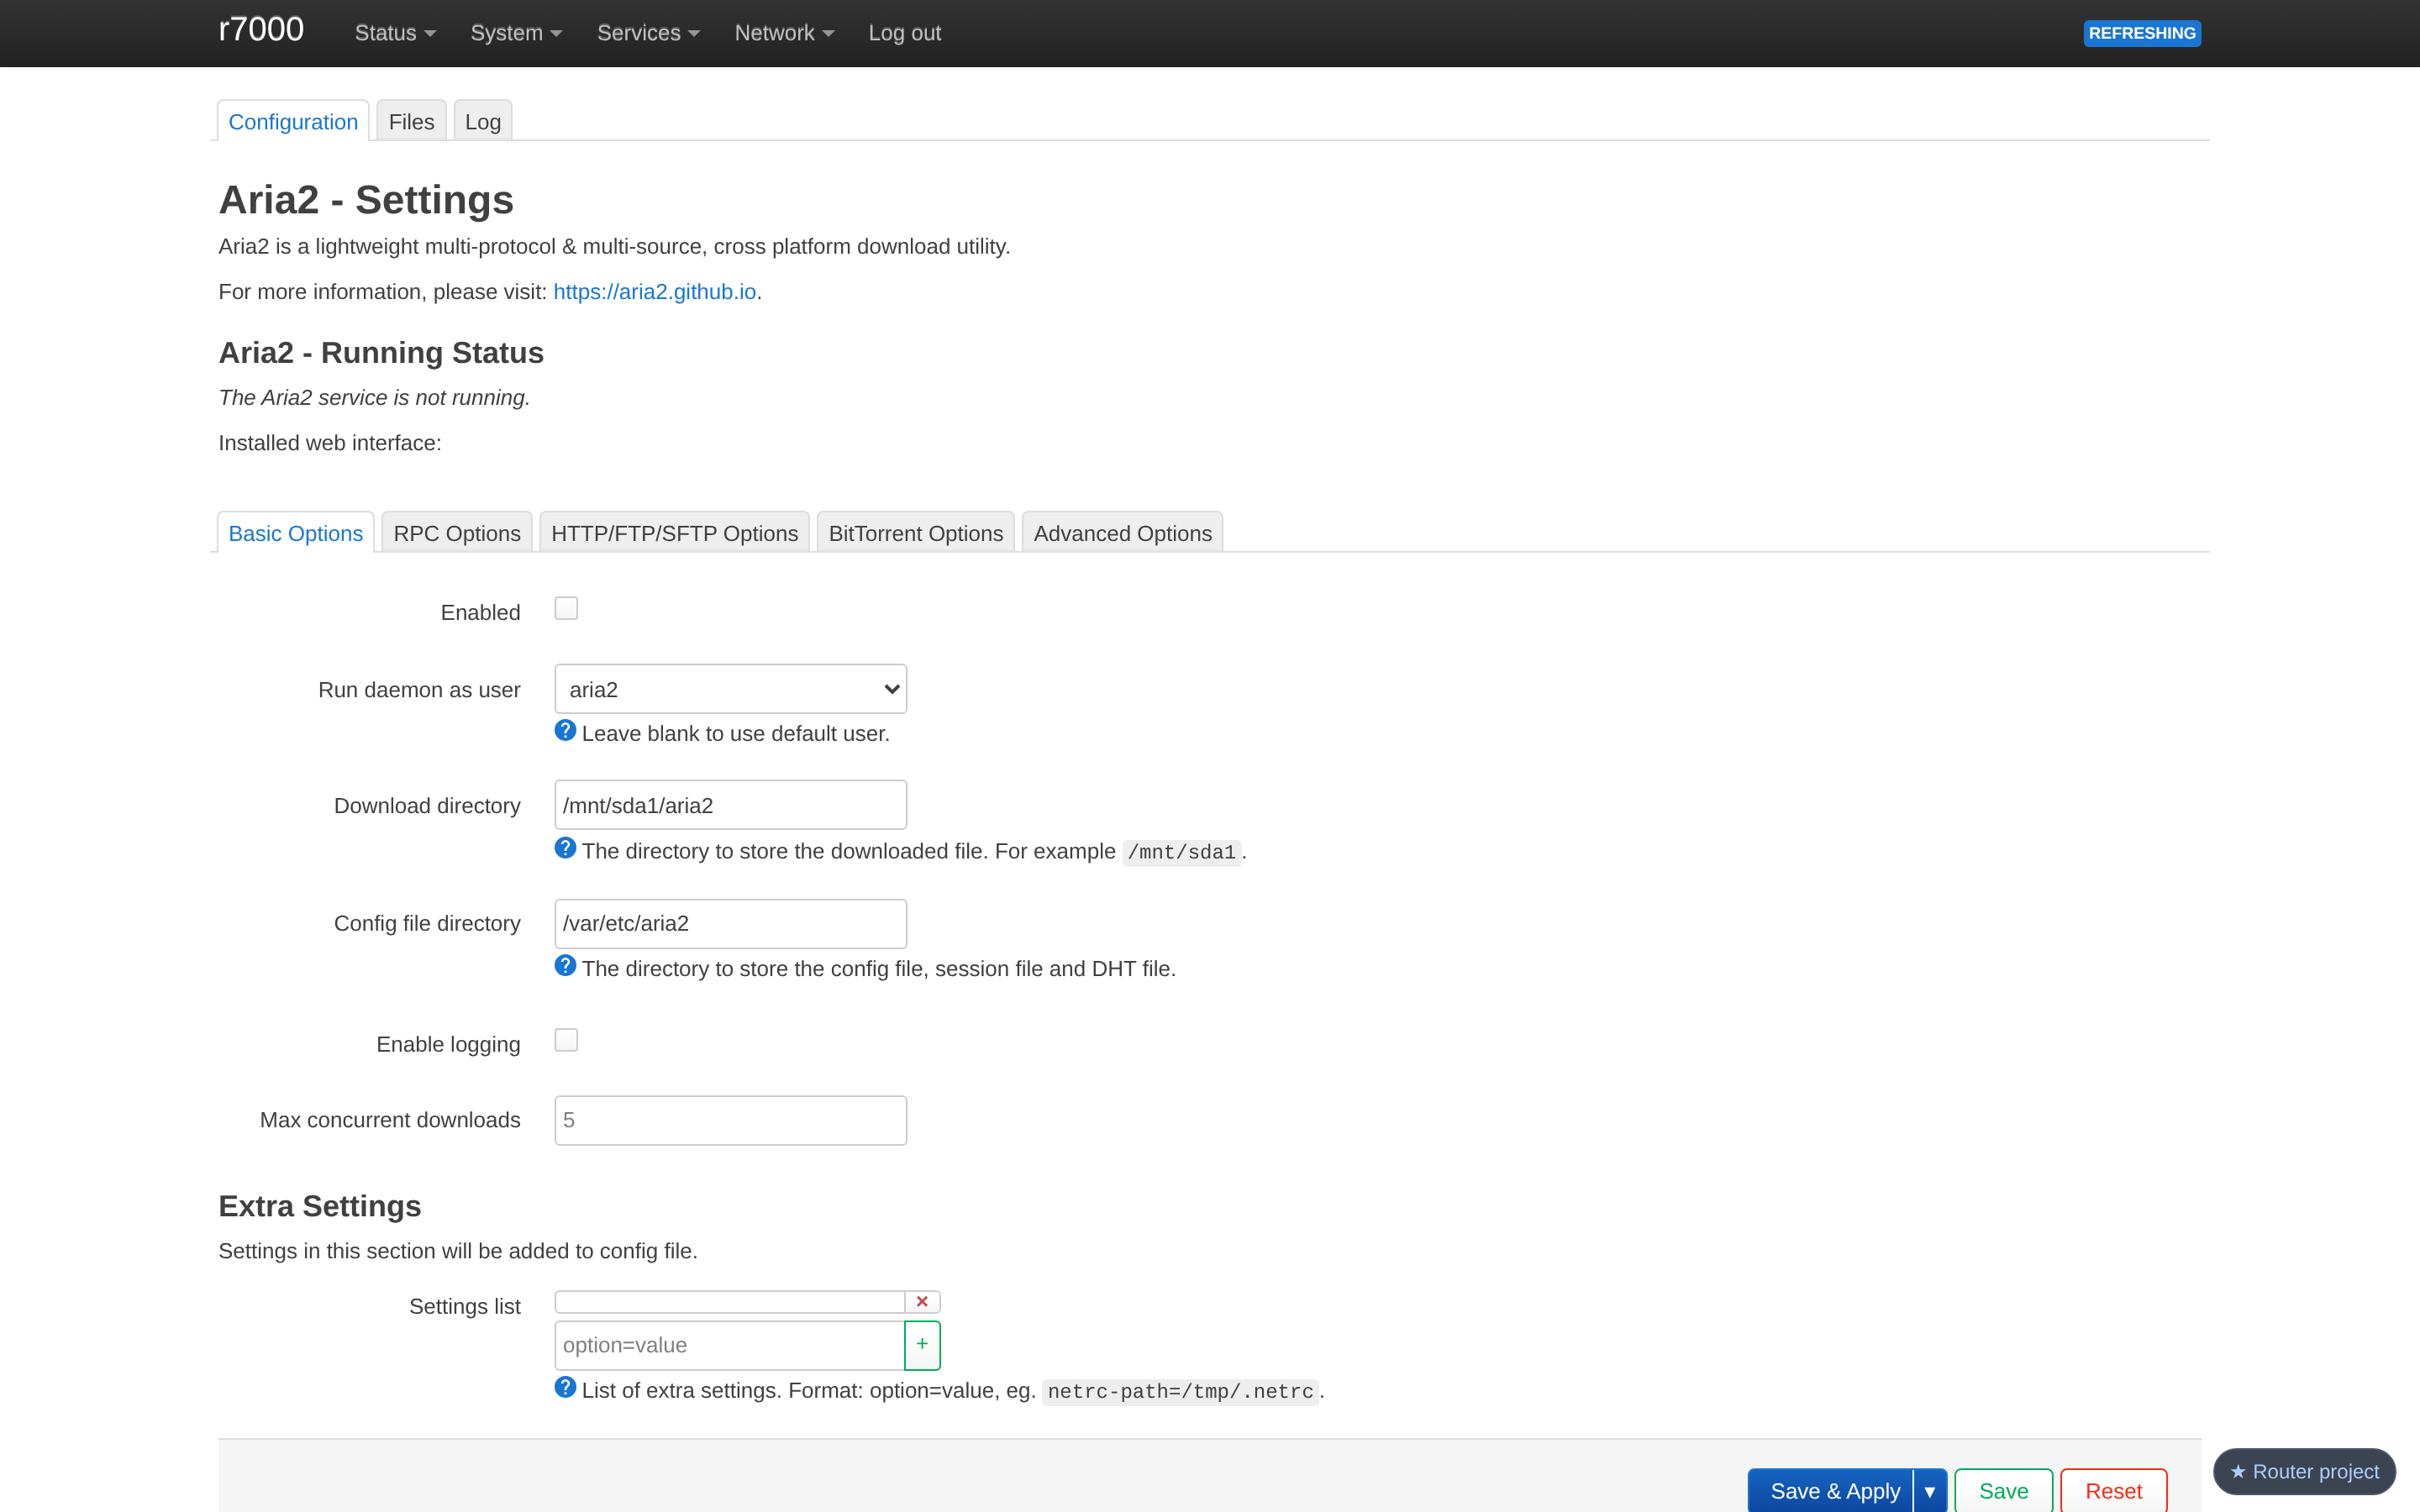 r7000 Status System Services Network Log out REFRESHING
Configuration Files Log
Aria2 - Settings
Aria2 is a lightweight multi-protocol & multi-source, cross platform download utility.
For more information, please visit: https://aria2.github.io.
Aria2 - Running Status
The Aria2 service is not running.
Installed web interface:
Basic Options RPC Options HTTP/FTP/SFTP Options BitTorrent Options Advanced Options
Enabled
Run daemon as user aria2
Leave blank to use default user.
Download directory /mnt/sda1/aria2
The directory to store the downloaded file. For example /mnt/sda1.
Config file directory /var/etc/aria2
The directory to store the config file, session file and DHT file.
Enable logging
Max concurrent downloads 5
Extra Settings
Settings in this section will be added to config file.
Settings list ×
option=value +
List of extra settings. Format: option=value, eg. netrc-path=/tmp/.netrc.
Save & Apply ▾ Save Reset
★ Router project